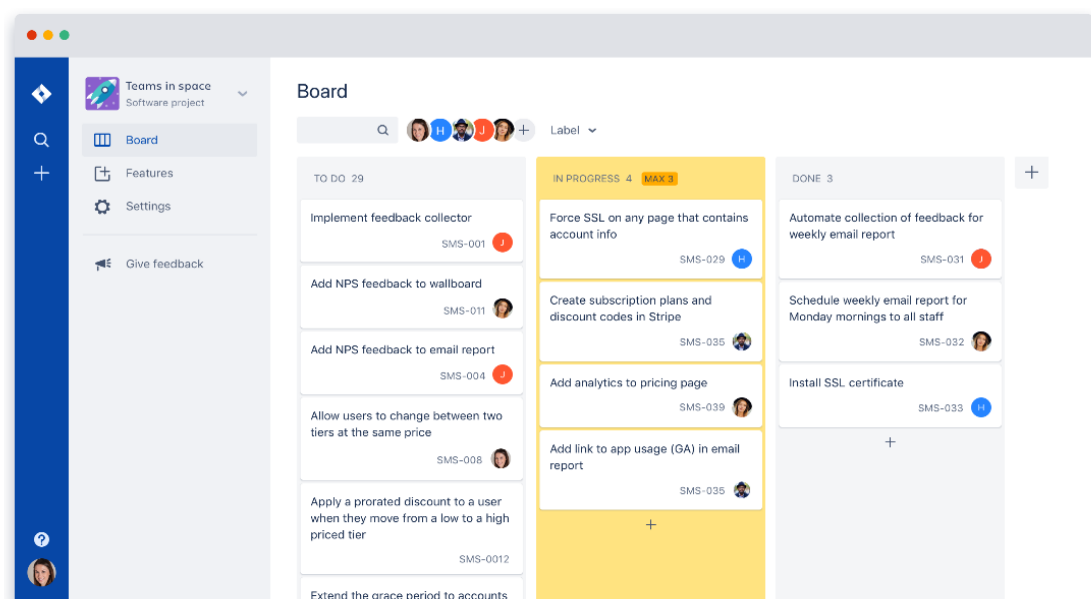 Teams in space
Software project
Board
Features
Settings
Give feedback
?
Board
H
J
Label
TO DO 29
Implement feedback collector
SMS-001 J
Add NPS feedback to wallboard
SMS-011
Add NPS feedback to email report
SMS-004 J
Allow users to change between two
tiers at the same price
SMS-008
Apply a prorated discount to a user
when they move from a low to a high
priced tier
SMS-0012
Extend the grace period to accounts
IN PROGRESS 4 MAX 3
Force SSL on any page that contains
account info
SMS-029 H
Create subscription plans and
discount codes in Stripe
SMS-035
Add analytics to pricing page
SMS-039
Add link to app usage (GA) in email
report
SMS-035
DONE 3
Automate collection of feedback for
weekly email report
SMS-031 J
Schedule weekly email report for
Monday mornings to all staff
SMS-032
Install SSL certificate
SMS-033 H